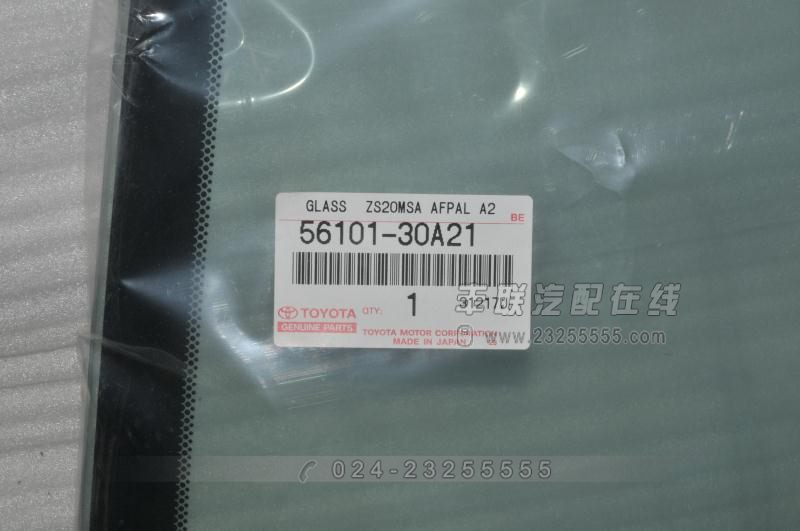 GLASS ZS20MSA AFPAL A2
BE
56101-30A21
TOYOTA
GENUINE PARTS
QTY: 1
TOYOTA MOTOR CORPORATION
MADE IN JAPAN
车联汽配在线
www.23255555.com
024-23255555